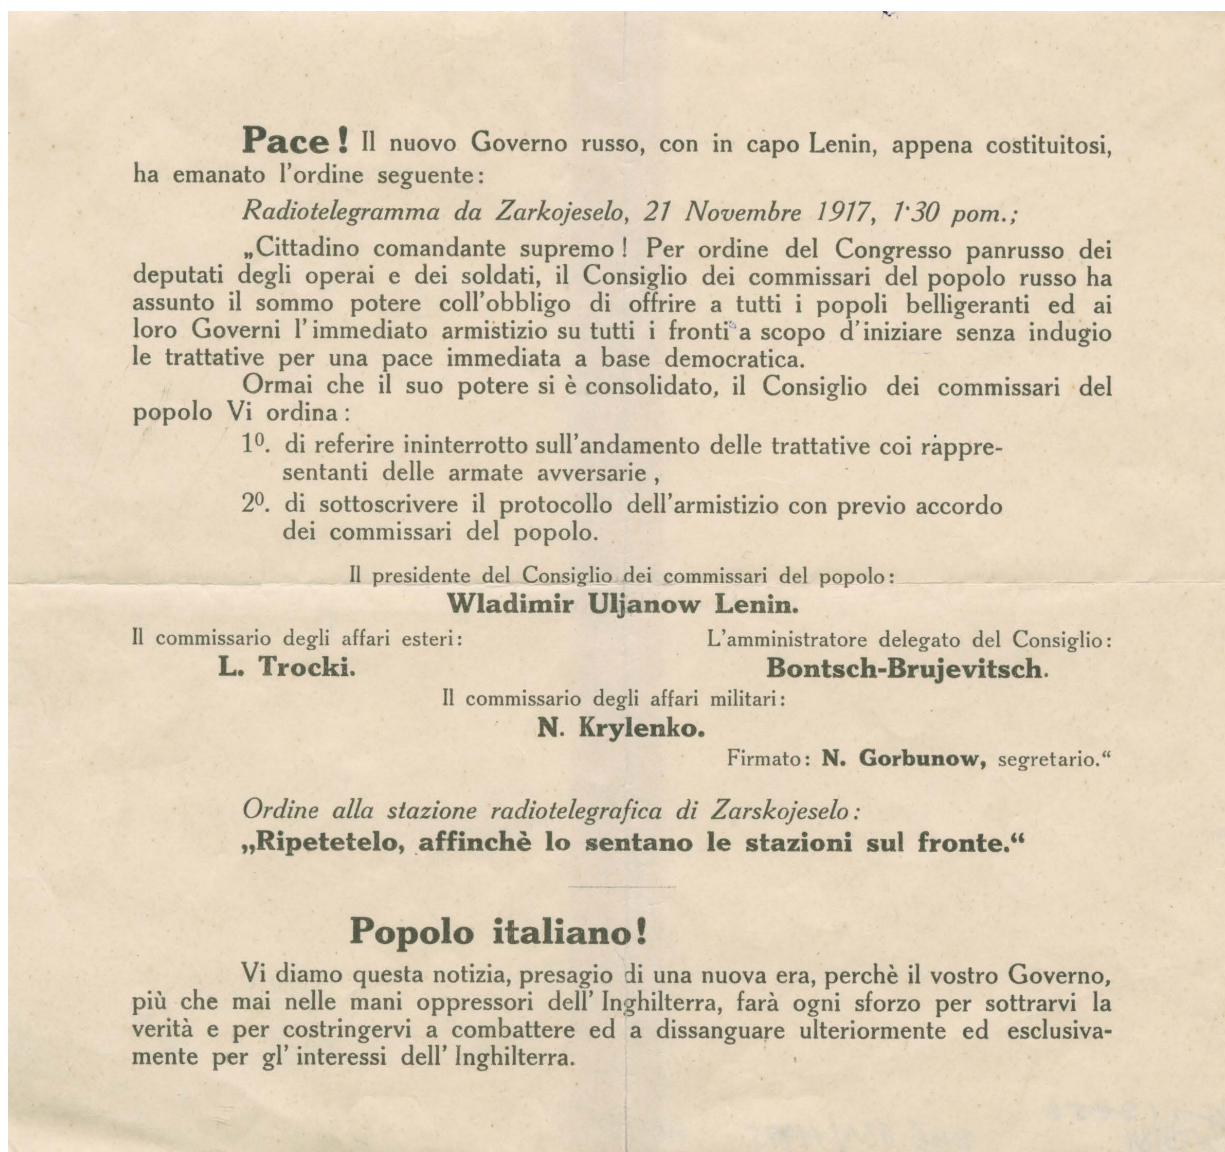 Pace! Il nuovo Governo russo, con in capo Lenin, appena costituitosi,
ha emanato l'ordine seguente:
Radiotelegramma da Zarkojeselo, 21 Novembre 1917, 1·30 pom.;
„Cittadino comandante supremo! Per ordine del Congresso panrusso dei
deputati degli operai e dei soldati, il Consiglio dei commissari del popolo russo ha
assunto il sommo potere coll'obbligo di offrire a tutti i popoli belligeranti ed ai
loro Governi l'immediato armistizio su tutti i fronti a scopo d'iniziare senza indugio
le trattative per una pace immediata a base democratica.
Ormai che il suo potere si è consolidato, il Consiglio dei commissari del
popolo Vi ordina:
1º. di referire ininterrotto sull'andamento delle trattative coi rappre-
sentanti delle armate avversarie,
2º. di sottoscrivere il protocollo dell'armistizio con previo accordo
dei commissari del popolo.
Il presidente del Consiglio dei commissari del popolo:
Wladimir Uljanow Lenin.
Il commissario degli affari esteri: L'amministratore delegato del Consiglio:
L. Trocki. Bontsch-Brujevitsch.
Il commissario degli affari militari:
N. Krylenko.
Firmato: N. Gorbunow, segretario.“
Ordine alla stazione radiotelegrafica di Zarskojeselo:
„Ripetetelo, affinchè lo sentano le stazioni sul fronte.“
Popolo italiano!
Vi diamo questa notizia, presagio di una nuova era, perchè il vostro Governo,
più che mai nelle mani oppressori dell' Inghilterra, farà ogni sforzo per sottrarvi la
verità e per costringervi a combattere ed a dissanguare ulteriormente ed esclusiva-
mente per gl' interessi dell' Inghilterra.